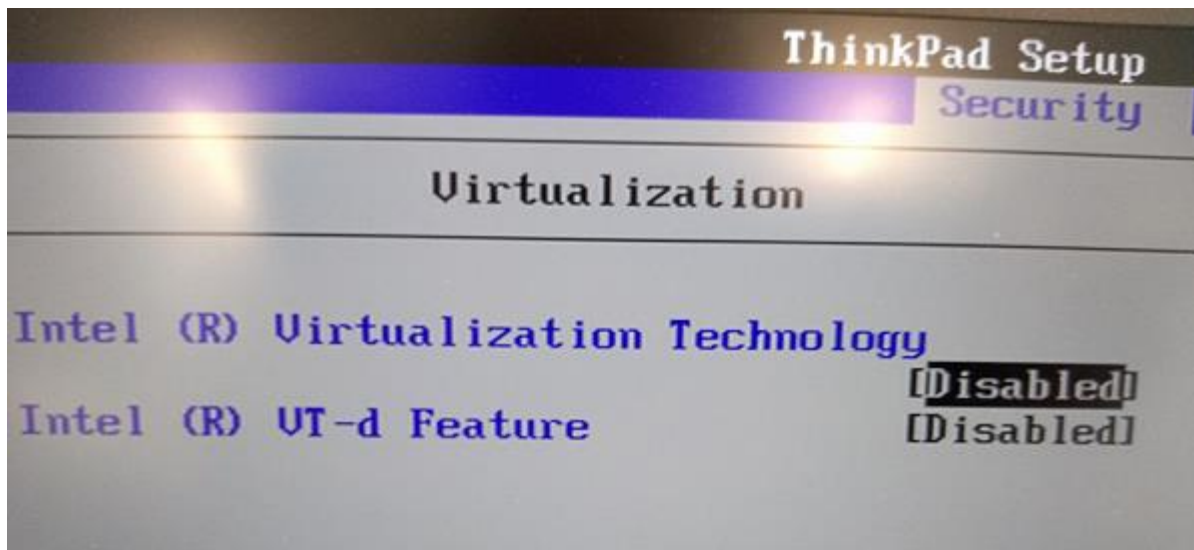 ThinkPad Setup
Security
Virtualization
Intel (R) Virtualization Technology
[Disabled]
Intel (R) VT-d Feature [Disabled]